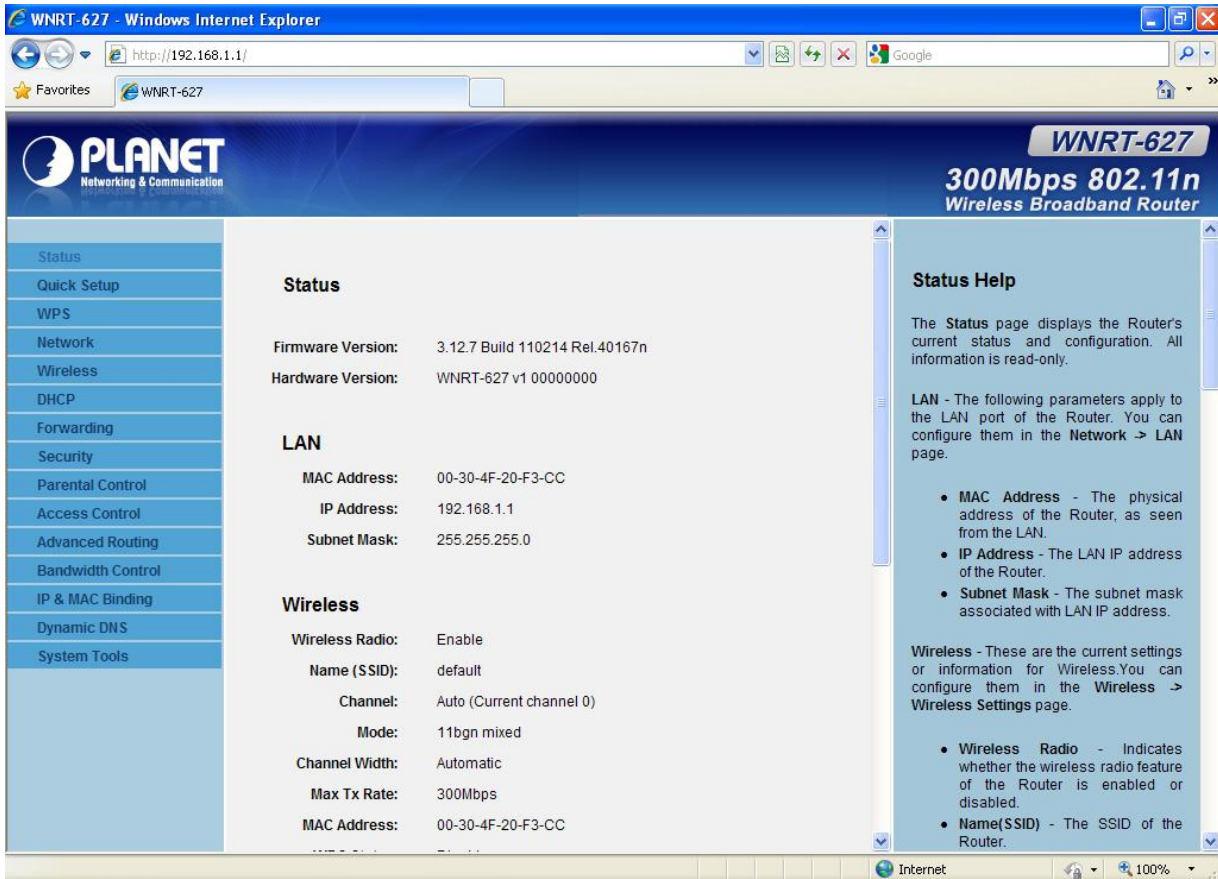 WNRT-627 - Windows Internet Explorer
http://192.168.1.1/
Google
Favorites
WNRT-627
PLANET
Networking & Communication
WNRT-627
300Mbps 802.11n
Wireless Broadband Router
Status
Quick Setup
WPS
Network
Wireless
DHCP
Forwarding
Security
Parental Control
Access Control
Advanced Routing
Bandwidth Control
IP & MAC Binding
Dynamic DNS
System Tools
Status
Firmware Version: 3.12.7 Build 110214 Rel.40167n
Hardware Version: WNRT-627 v1 00000000
LAN
MAC Address: 00-30-4F-20-F3-CC
IP Address: 192.168.1.1
Subnet Mask: 255.255.255.0
Wireless
Wireless Radio: Enable
Name (SSID): default
Channel: Auto (Current channel 0)
Mode: 11bgn mixed
Channel Width: Automatic
Max Tx Rate: 300Mbps
MAC Address: 00-30-4F-20-F3-CC
Status Help
The Status page displays the Router's
current status and configuration. All
information is read-only.
LAN - The following parameters apply to
the LAN port of the Router. You can
configure them in the Network -> LAN
page.
• MAC Address - The physical
address of the Router, as seen
from the LAN.
• IP Address - The LAN IP address
of the Router.
• Subnet Mask - The subnet mask
associated with LAN IP address.
Wireless - These are the current settings
or information for Wireless.You can
configure them in the Wireless ->
Wireless Settings page.
• Wireless Radio - Indicates
whether the wireless radio feature
of the Router is enabled or
disabled.
• Name(SSID) - The SSID of the
Router.
Internet
100%